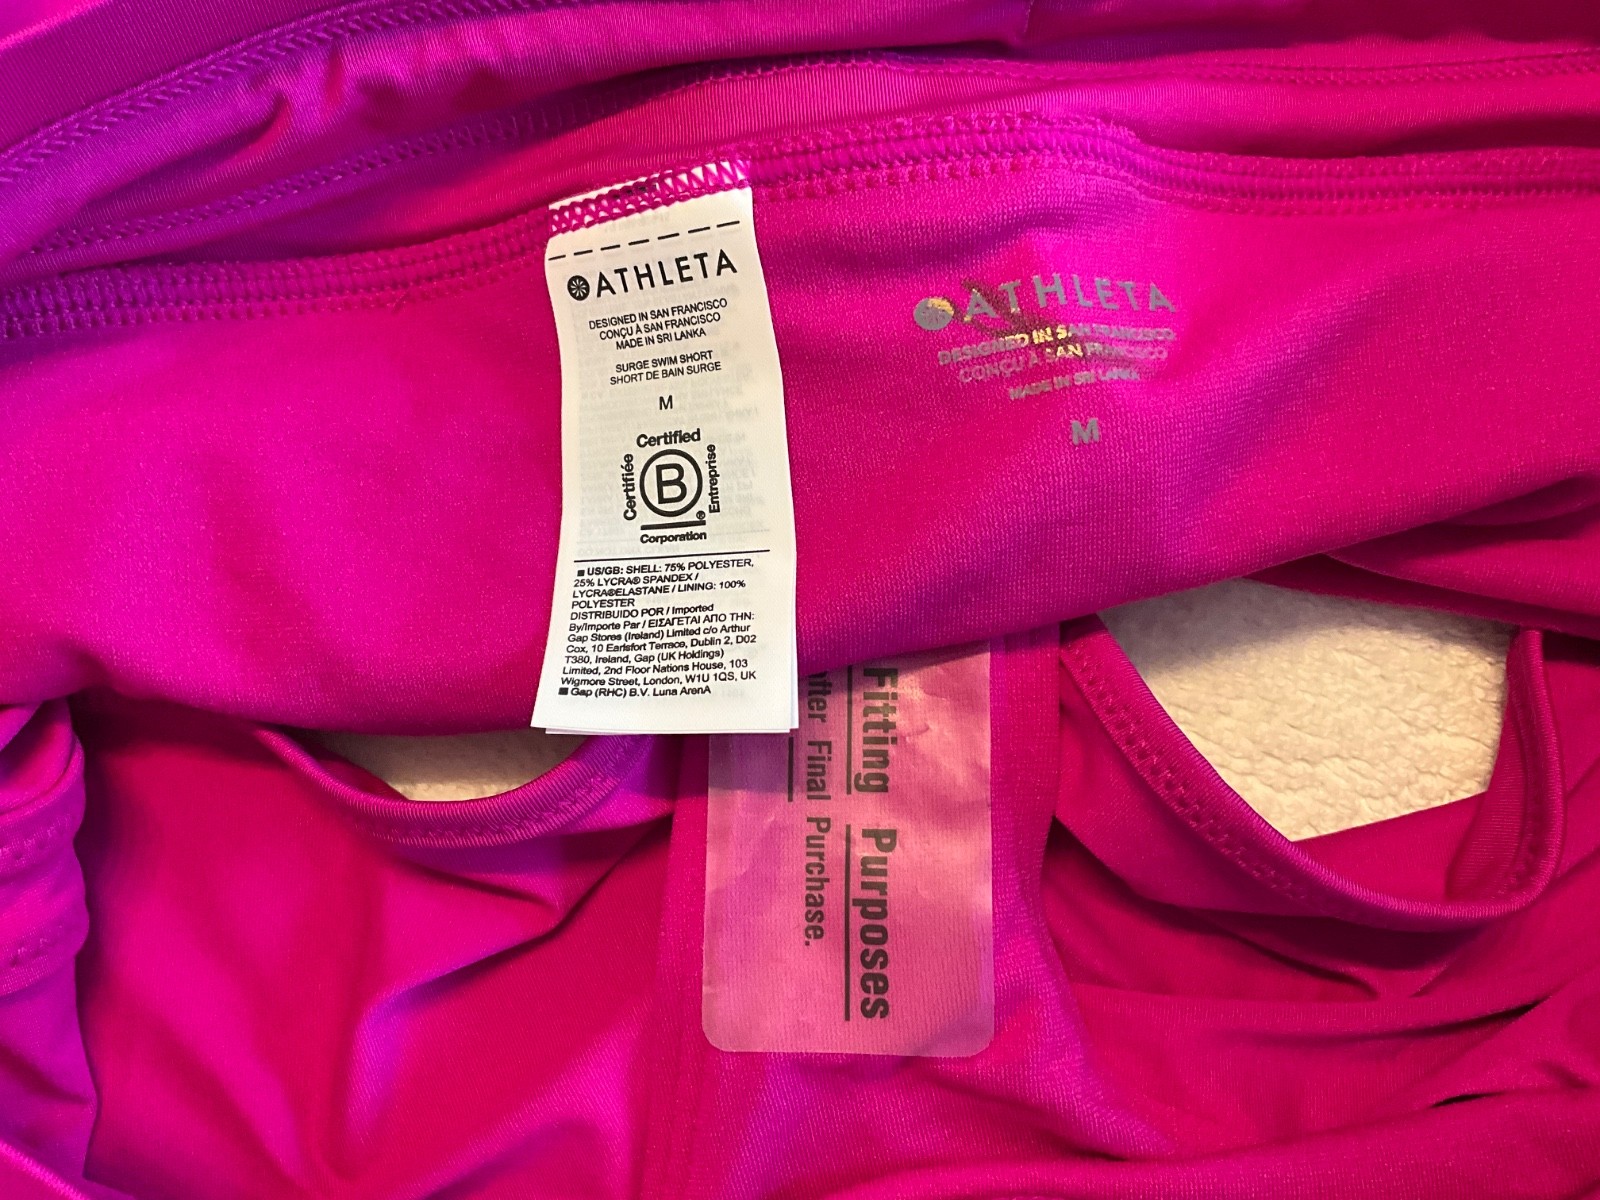 ATHLETA
DESIGNED IN SAN FRANCISCO
CONÇU À SAN FRANCISCO
MADE IN SRI LANKA
SURGE SWIM SHORT
SHORT DE BAIN SURGE
M
Certified
Certifiée
B
Entreprise
®
Corporation
US/GB: SHELL: 75% POLYESTER,
25% LYCRA® SPANDEX /
LYCRA®ELASTANE / LINING: 100%
POLYESTER
DISTRIBUIDO POR / Imported
By/Importe Par / ΕΙΣΑΓΕΤΑΙ ΑΠΟ ΤΗΝ:
Gap Stores (Ireland) Limited c/o Arthur
Cox, 10 Earlsfort Terrace, Dublin 2, D02
T380, Ireland, Gap (UK Holdings)
Limited, 2nd Floor Nations House, 103
Wigmore Street, London, W1U 1QS, UK
Gap (RHC) B.V. Luna ArenA
ATHLETA
DESIGNED IN SAN FRANCISCO
CONÇU À SAN FRANCISCO
MADE IN SRI LANKA
M
Fitting Purposes
after Final Purchase.